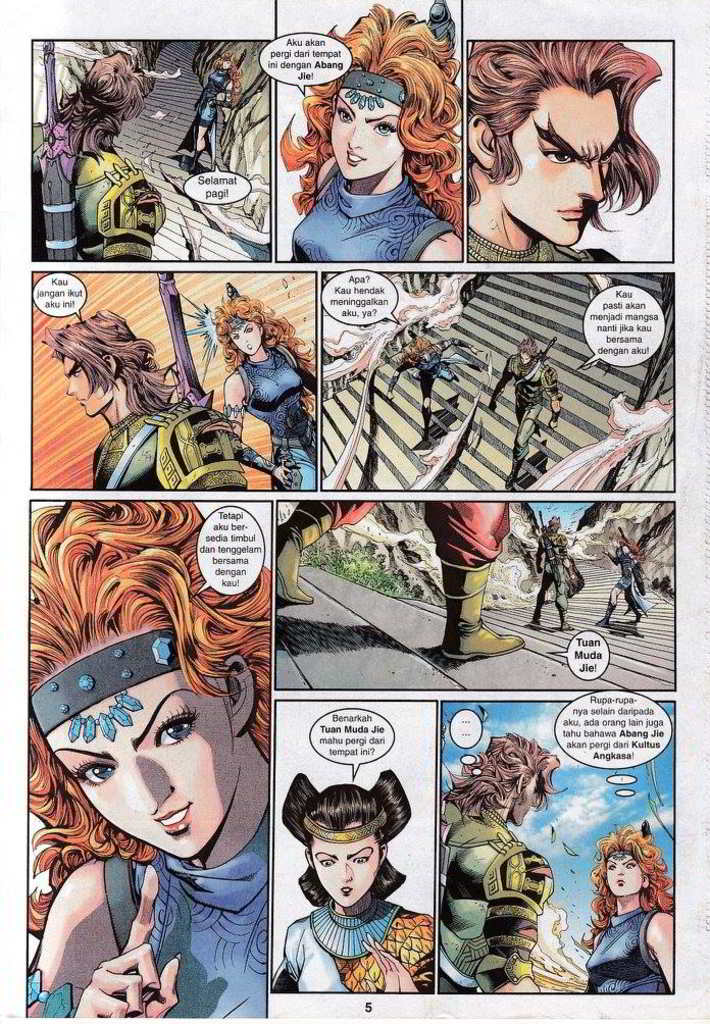 Selamat
pagi!
Aku akan
pergi dari tempat
ini dengan Abang
Jie!
Kau
jangan ikut
aku ini!
Apa?
Kau hendak
meninggalkan
aku, ya?
Kau
pasti akan
menjadi mangsa
nanti jika kau
bersama
dengan aku!
Tetapi
aku ber-
sedia timbul
dan tenggelam
bersama
dengan
kau!
Tuan
Muda
Jie!
Benarkah
Tuan Muda Jie
mahu pergi dari
tempat ini?
...
...
Rupa-rupa-
nya selain daripada
aku, ada orang lain juga
tahu bahawa Abang Jie
akan pergi dari Kultus
Angkasa!
5